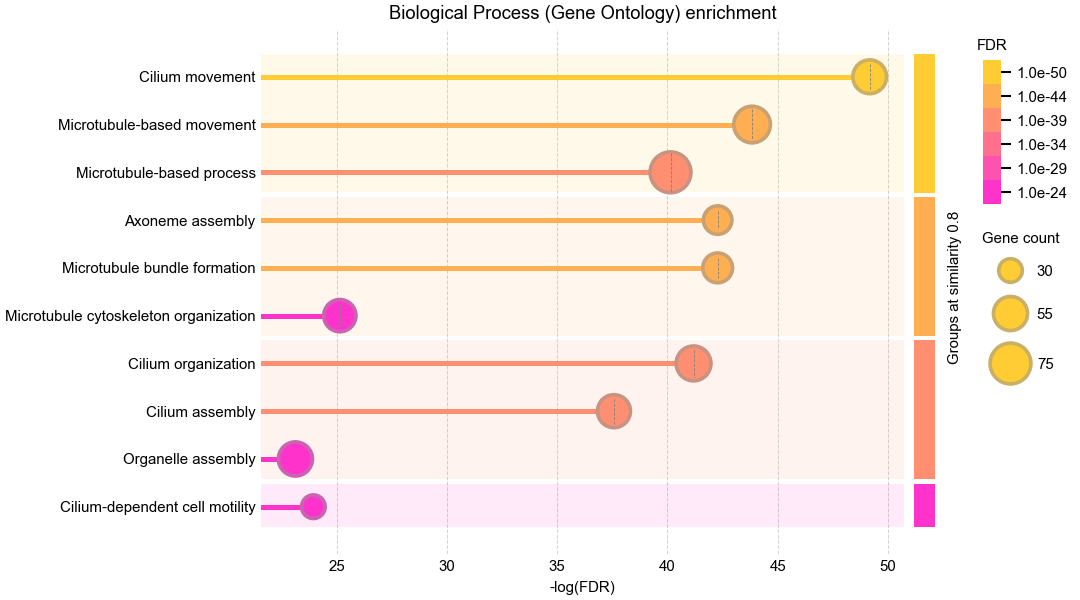 Biological Process (Gene Ontology) enrichment
Cilium movement
Microtubule-based movement
Microtubule-based process
Axoneme assembly
Microtubule bundle formation
Microtubule cytoskeleton organization
Cilium organization
Cilium assembly
Organelle assembly
Cilium-dependent cell motility
25 30 35 40 45 50
-log(FDR)
Groups at similarity 0.8
FDR
1.0e-50
1.0e-44
1.0e-39
1.0e-34
1.0e-29
1.0e-24
Gene count
30
55
75